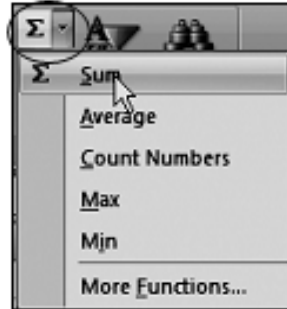 Σ A
Σ Sum
Average
Count Numbers
Max
Min
More Functions...